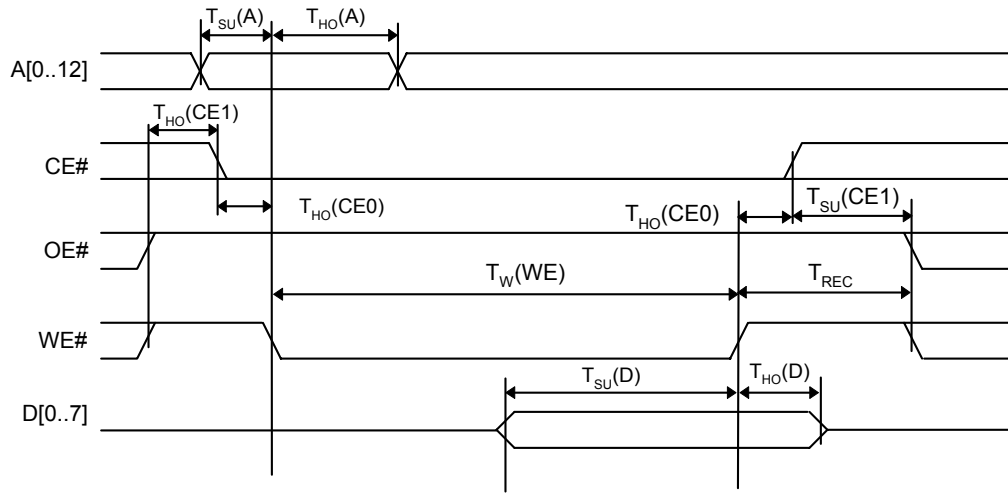 T_SU(A) T_HO(A)
A[0..12]
T_HO(CE1)
CE#
T_HO(CE0) T_HO(CE0) T_SU(CE1)
OE#
T_W(WE) T_REC
WE#
T_SU(D) T_HO(D)
D[0..7]